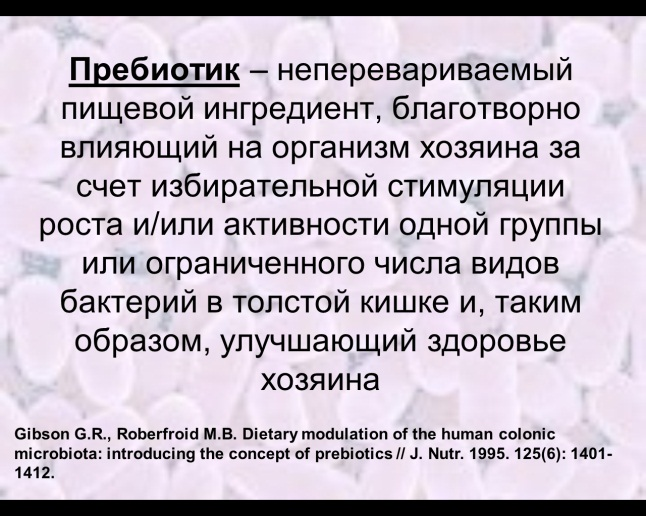 Пребиотик – неперевариваемый
пищевой ингредиент, благотворно
влияющий на организм хозяина за
счет избирательной стимуляции
роста и/или активности одной группы
или ограниченного числа видов
бактерий в толстой кишке и, таким
образом, улучшающий здоровье
хозяина
Gibson G.R., Roberfroid M.B. Dietary modulation of the human colonic
microbiota: introducing the concept of prebiotics // J. Nutr. 1995. 125(6): 1401-
1412.